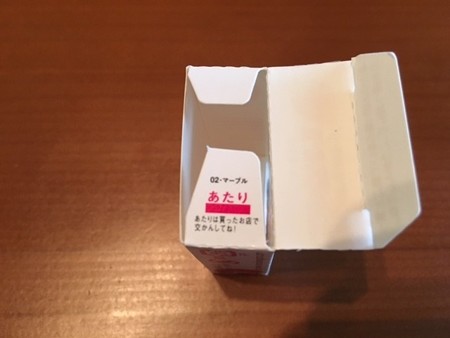 02・マーブル
あたり
あたりは買ったお店で
交かんしてね!